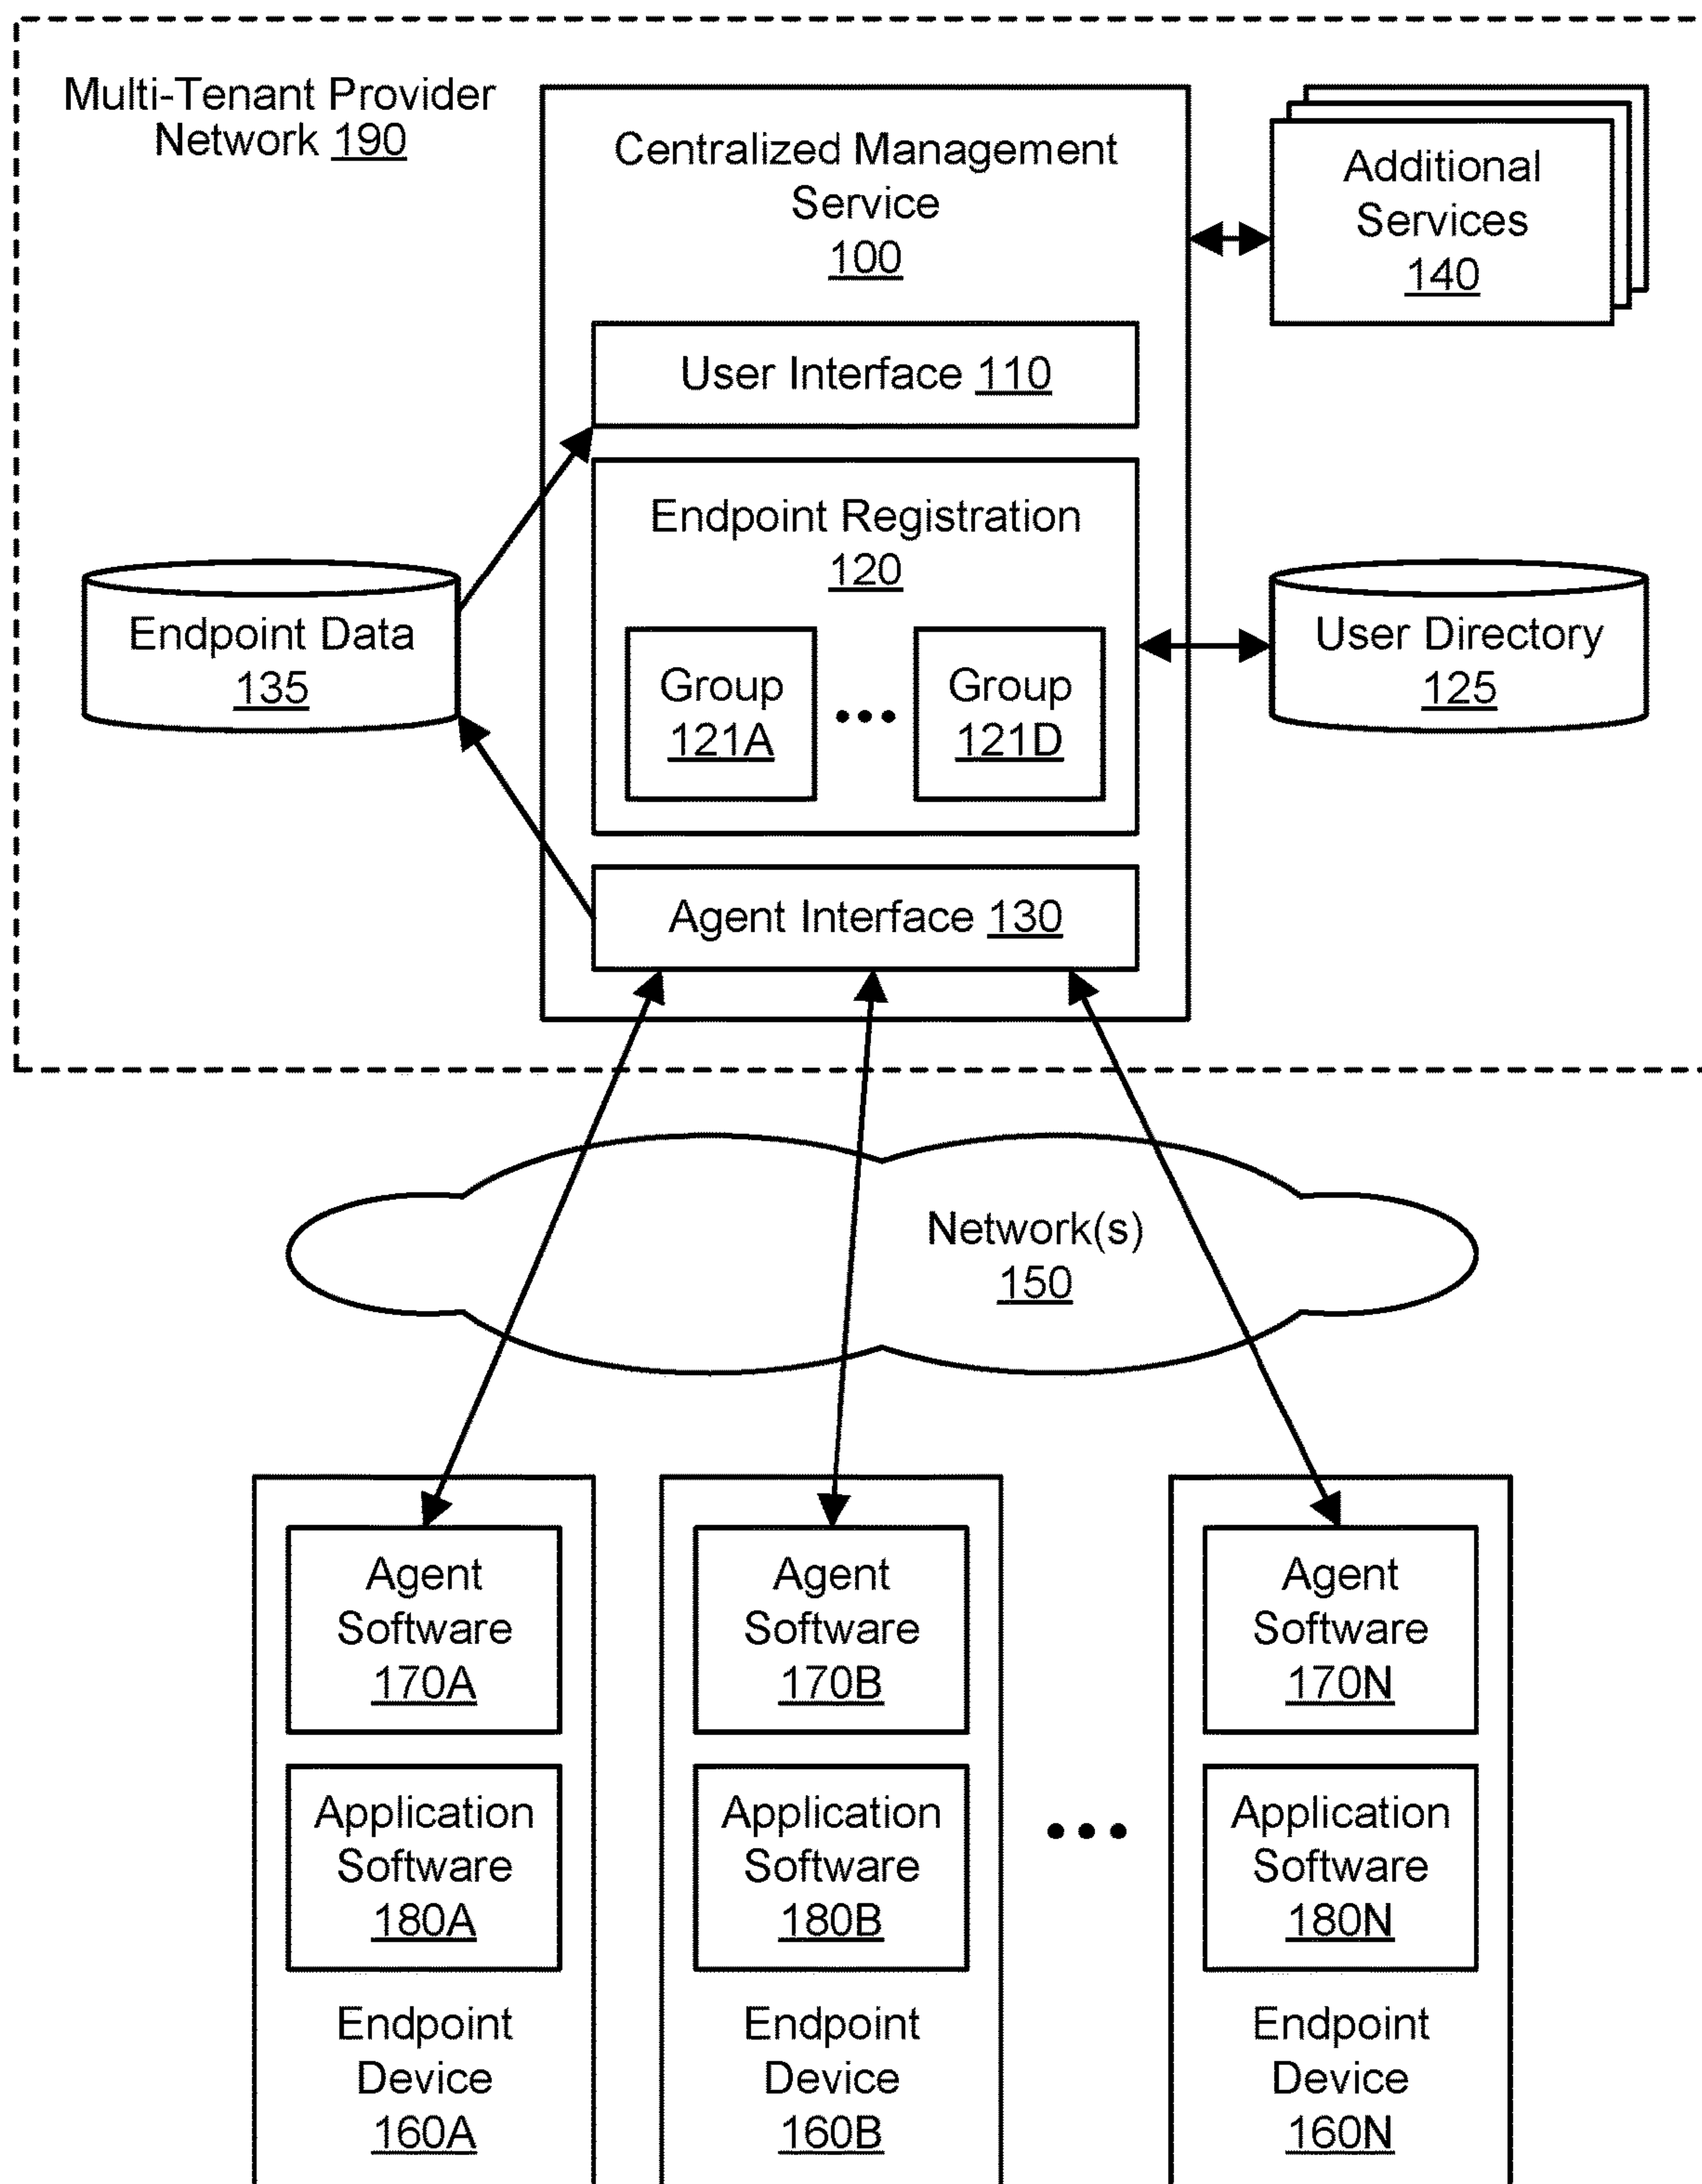 Multi-Tenant Provider
Network 190
Centralized Management
Service
100
Additional
Services
140
User Interface 110
Endpoint Registration
120
Endpoint Data
135
Group
121A
•••
Group
121D
User Directory
125
Agent Interface 130
Network(s)
150
Agent
Software
170A
Application
Software
180A
Endpoint
Device
160A
Agent
Software
170B
Application
Software
180B
Endpoint
Device
160B
•••
Agent
Software
170N
Application
Software
180N
Endpoint
Device
160N